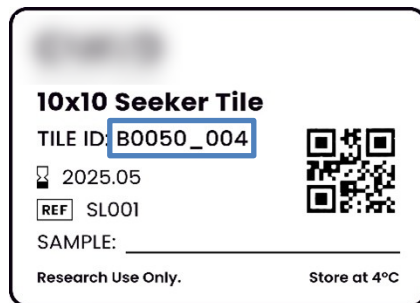 10x10 Seeker Tile
TILE ID: B0050_004
2025.05
REF SL001
SAMPLE:
Research Use Only. Store at 4°C